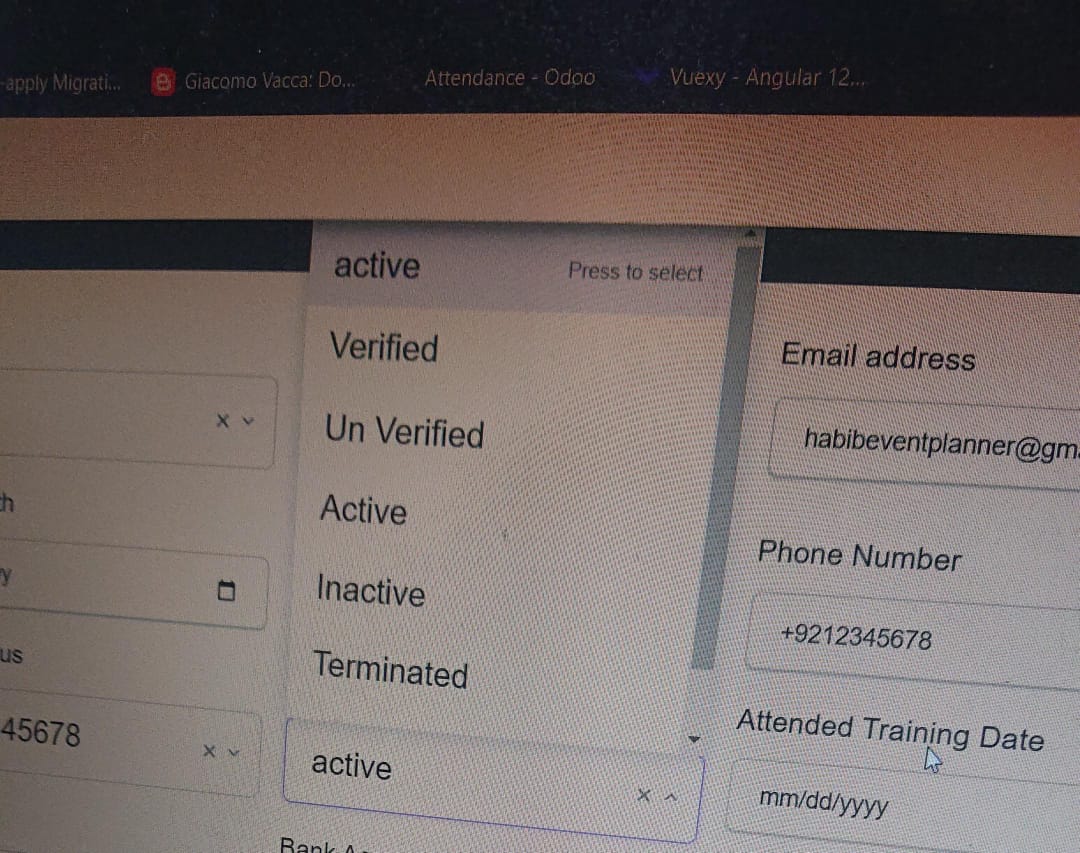 -apply Migrati...
Giacomo Vacca: Do...
Attendance - Odoo
Vuexy - Angular 12...
active
Press to select
Verified
Un Verified
Active
Inactive
Terminated
active
Email address
habibeventplanner@gm
Phone Number
+9212345678
Attended Training Date
mm/dd/yyyy
th
y
us
45678
Bank